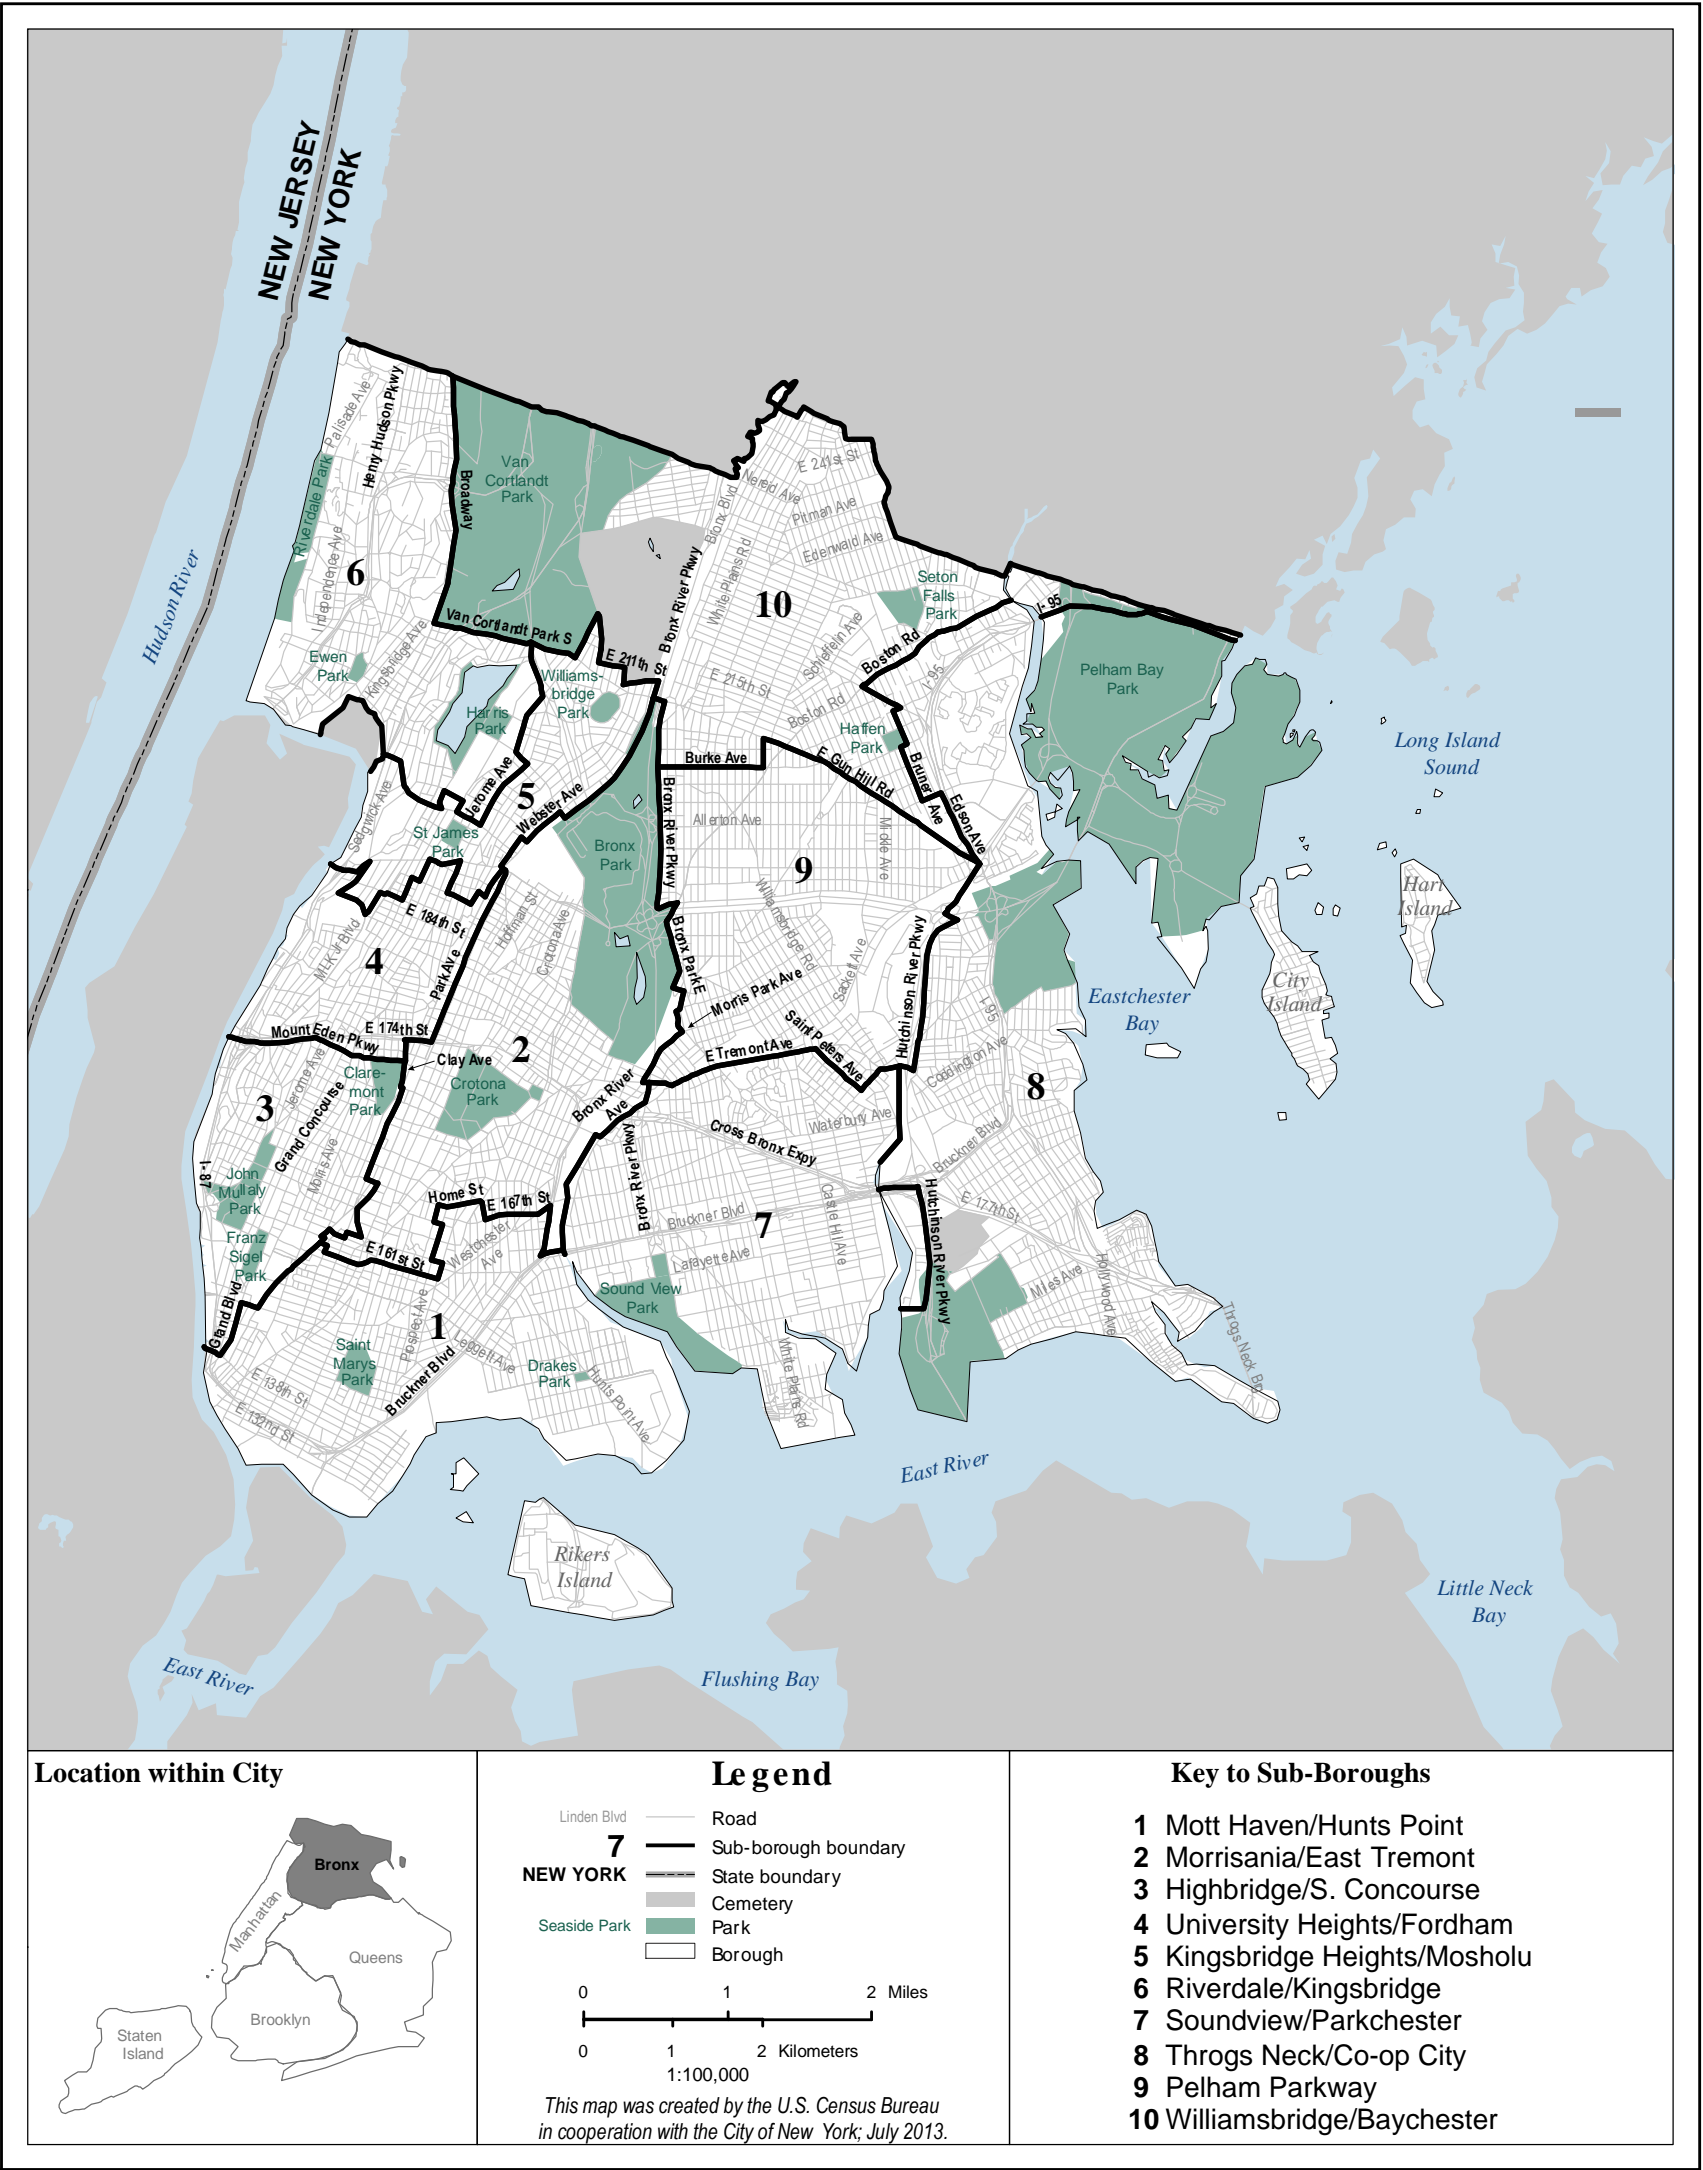 NEW JERSEY
NEW YORK
Hudson River
Palisade Ave
Henry Hudson Pkwy
Riverdale Park
Independence Ave
6
Broadway
Van
Cortlandt
Park
Van Cortlandt Park S
Ewen
Park
Kingsbridge Ave
Harris
Park
Williams-
bridge
Park
E 211th St
Bronx River Pkwy
Bronx Blvd
White Plans Rd
Nereid Ave
E 241st St
Pitman Ave
Edenwald Ave
10
Seton
Falls
Park
I-95
Schieffelin Ave
Boston Rd
I-95
E 215th St
Boston Rd
Haffen
Park
Pelham Bay
Park
Long Island
Sound
Burke Ave
E Gun Hill Rd
Bruner Ave
Edson Ave
Jerome Ave
5
Webster Ave
Sedgwick Ave
St James
Park
Bronx
Park
Bronx River Pkwy
Allerton Ave
Mickle Ave
9
Williamsbridge Rd
Hart
Island
E 184th St
Hoffman St
Crotona Ave
MLK Jr Blvd
4
Park Ave
Bronx Park E
Morris Park Ave
Sackett Ave
Hutchinson River Pkwy
I-95
City
Island
Eastchester
Bay
Mount Eden Pkwy
E 174th St
Clay Ave
2
E Tremont Ave
Saint Peters Ave
Coddington Ave
8
Jerome Ave
Clare-
mont
Park
Crotona
Park
3
Grand Concourse
Bronx River
Ave
Waterbury Ave
Cross Bronx Expy
Bruckner Blvd
Morris Ave
I-87
John
Mullaly
Park
Bronx River Pkwy
Home St
E 167th St
Castle Hill Ave
Hutchinson River Pkwy
E 177th St
7
Bruckner Blvd
Lafayette Ave
Franz
Sigel
Park
E 161st St
Westchester
Ave
Sound View
Park
Miles Ave
Hollywood Ave
Throgs Neck Brg
Grand Blvd
1
Prospect Ave
Leggett Ave
Saint
Marys
Park
Bruckner Blvd
Drakes
Park
Hunts Point Ave
White Plains Rd
E 138th St
E 132nd St
East River
Rikers
Island
Little Neck
Bay
East River
Flushing Bay
Location within City
Bronx
Manhattan
Queens
Brooklyn
Staten
Island
Legend
Linden Blvd Road
7 Sub-borough boundary
NEW YORK State boundary
Cemetery
Seaside Park Park
Borough
0 1 2 Miles
0 1 2 Kilometers
1:100,000
This map was created by the U.S. Census Bureau
in cooperation with the City of New York; July 2013.
Key to Sub-Boroughs
1 Mott Haven/Hunts Point
2 Morrisania/East Tremont
3 Highbridge/S. Concourse
4 University Heights/Fordham
5 Kingsbridge Heights/Mosholu
6 Riverdale/Kingsbridge
7 Soundview/Parkchester
8 Throgs Neck/Co-op City
9 Pelham Parkway
10 Williamsbridge/Baychester